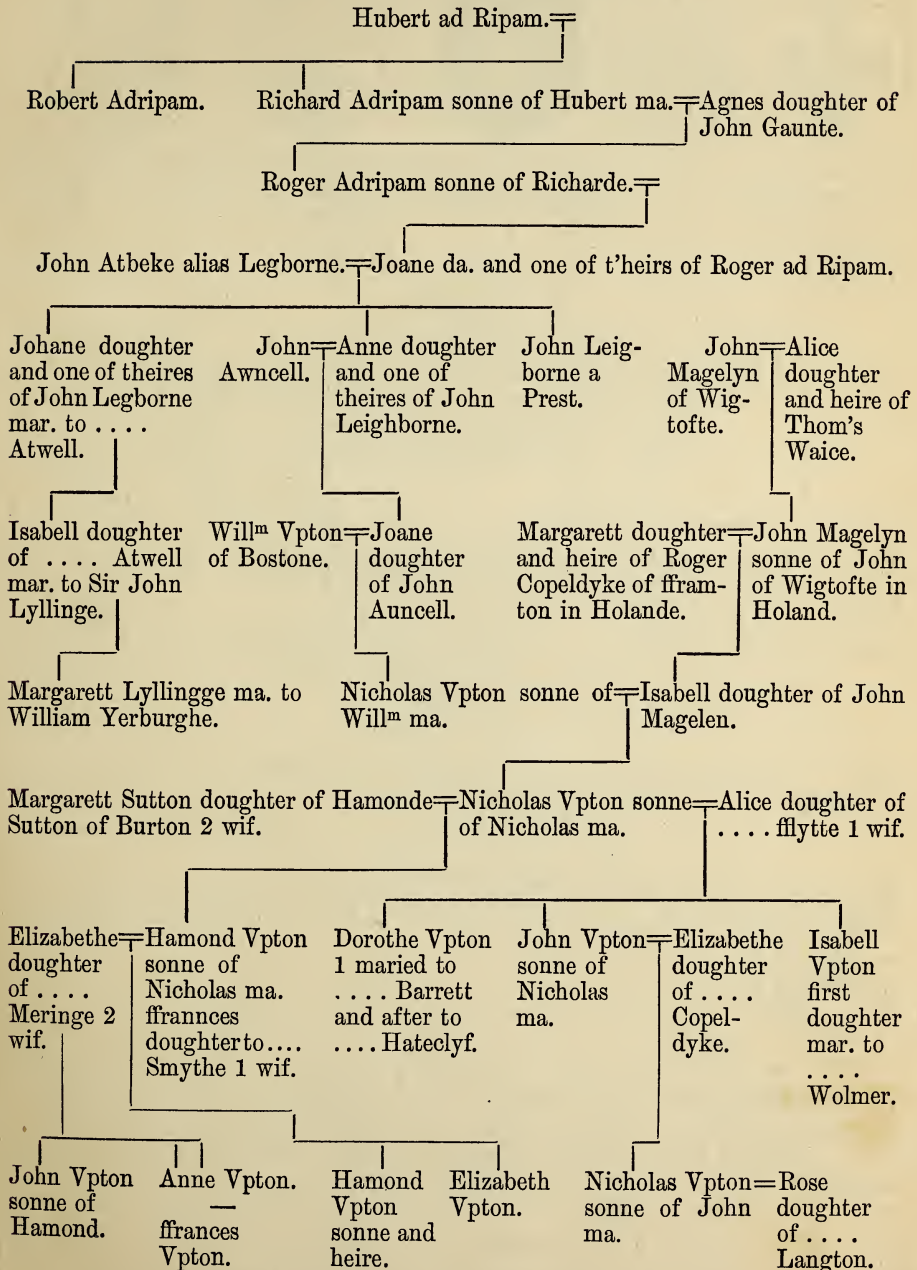 Hubert ad Ripam.
Robert Adripam.
Richard Adripam sonne of Hubert ma.
Agnes doughter of
John Gaunte.
Roger Adripam sonne of Richarde.
John Atbeke alias Legborne.
Joane da. and one of t'heirs of Roger ad Ripam.
Johane doughter
and one of theires
of John Legborne
mar. to . . . .
Atwell.
John
Awncell.
Anne doughter
and one of
theires of John
Leighborne.
John Leig-
borne a
Prest.
John
Magelyn
of Wig-
tofte.
Alice
doughter
and heire of
Thom's
Waice.
Isabell doughter
of . . . . Atwell
mar. to Sir John
Lyllinge.
Willᵐ Vpton
of Bostone.
Joane
doughter
of John
Auncell.
Margarett doughter
and heire of Roger
Copeldyke of ffram-
ton in Holande.
John Magelyn
sonne of John
of Wigtofte in
Holand.
Margarett Lyllingge ma. to
William Yerburghe.
Nicholas Vpton sonne of
Willᵐ ma.
Isabell doughter of John
Magelen.
Margarett Sutton doughter of Hamonde
Sutton of Burton 2 wif.
Nicholas Vpton sonne
of Nicholas ma.
Alice doughter of
. . . . fflytte 1 wif.
Elizabethe
doughter
of . . . .
Meringe 2
wif.
Hamond Vpton
sonne of
Nicholas ma.
ffrannces
doughter to . . . .
Smythe 1 wif.
Dorothe Vpton
1 maried to
. . . . Barrett
and after to
. . . . Hateclyf.
John Vpton
sonne of
Nicholas
ma.
Elizabethe
doughter
of . . . .
Copel-
dyke.
Isabell
Vpton
first
doughter
mar. to
. . . .
Wolmer.
John Vpton
sonne of
Hamond.
Anne Vpton.
—
ffrances
Vpton.
Hamond
Vpton
sonne and
heire.
Elizabeth
Vpton.
Nicholas Vpton
sonne of John
ma.
Rose
doughter
of . . . .
Langton.